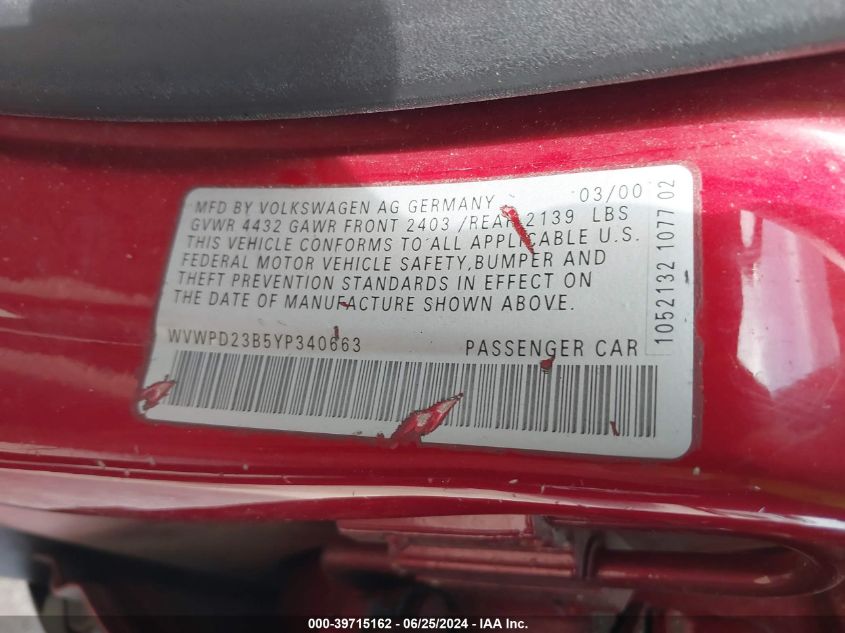 MFD BY VOLKSWAGEN AG GERMANY 03/00
GVWR 4432 GAWR FRONT 2403 /REAR 2139 LBS
THIS VEHICLE CONFORMS TO ALL APPLICABLE U.S.
FEDERAL MOTOR VEHICLE SAFETY,BUMPER AND
THEFT PREVENTION STANDARDS IN EFFECT ON
THE DATE OF MANUFACTURE SHOWN ABOVE.
WVWPD23B5YP340663 PASSENGER CAR
1052132 1077 02
000-39715162 - 06/25/2024 - IAA Inc.